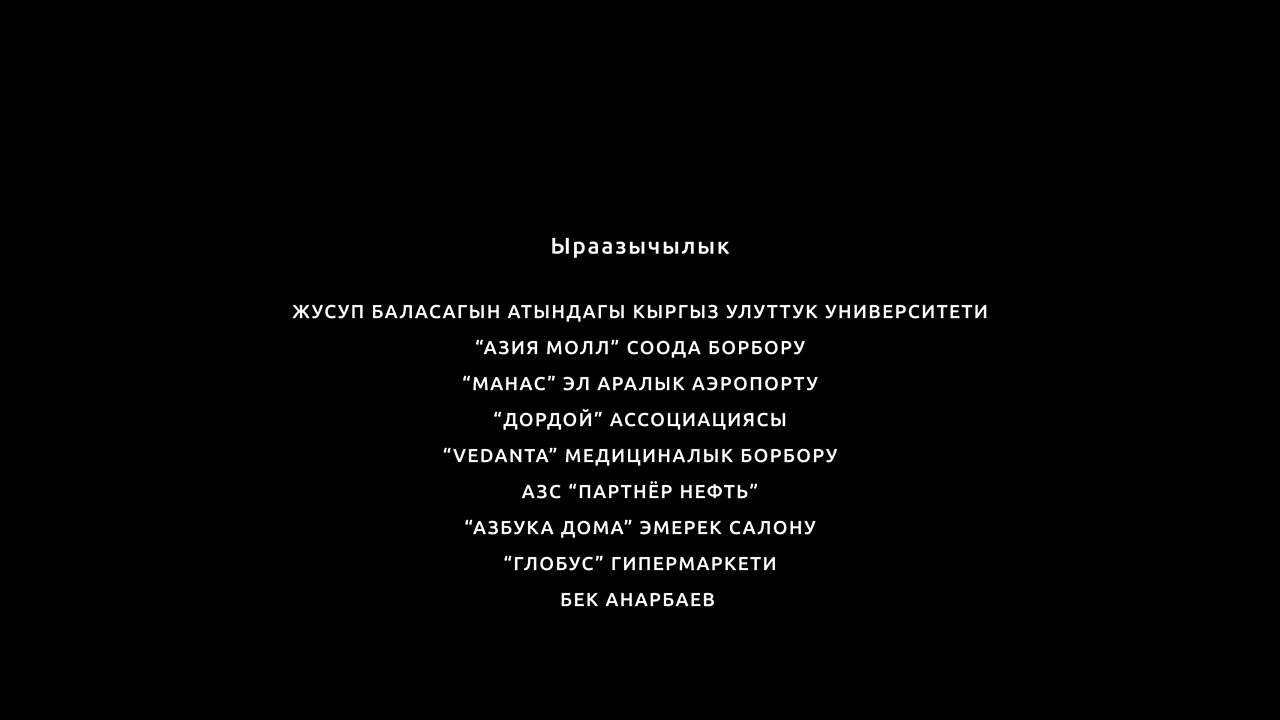 Ыраазычылык
ЖУСУП БАЛАСАГЫН АТЫНДАГЫ КЫРГЫЗ УЛУТТУК УНИВЕРСИТЕТИ
“АЗИЯ МОЛЛ” СООДА БОРБОРУ
“МАНАС” ЭЛ АРАЛЫК АЭРОПОРТУ
“ДОРДОЙ” АССОЦИАЦИЯСЫ
“VEDANTA” МЕДИЦИНАЛЫК БОРБОРУ
АЗС “ПАРТНЁР НЕФТЬ”
“АЗБУКА ДОМА” ЭМЕРЕК САЛОНУ
“ГЛОБУС” ГИПЕРМАРКЕТИ
БЕК АНАРБАЕВ